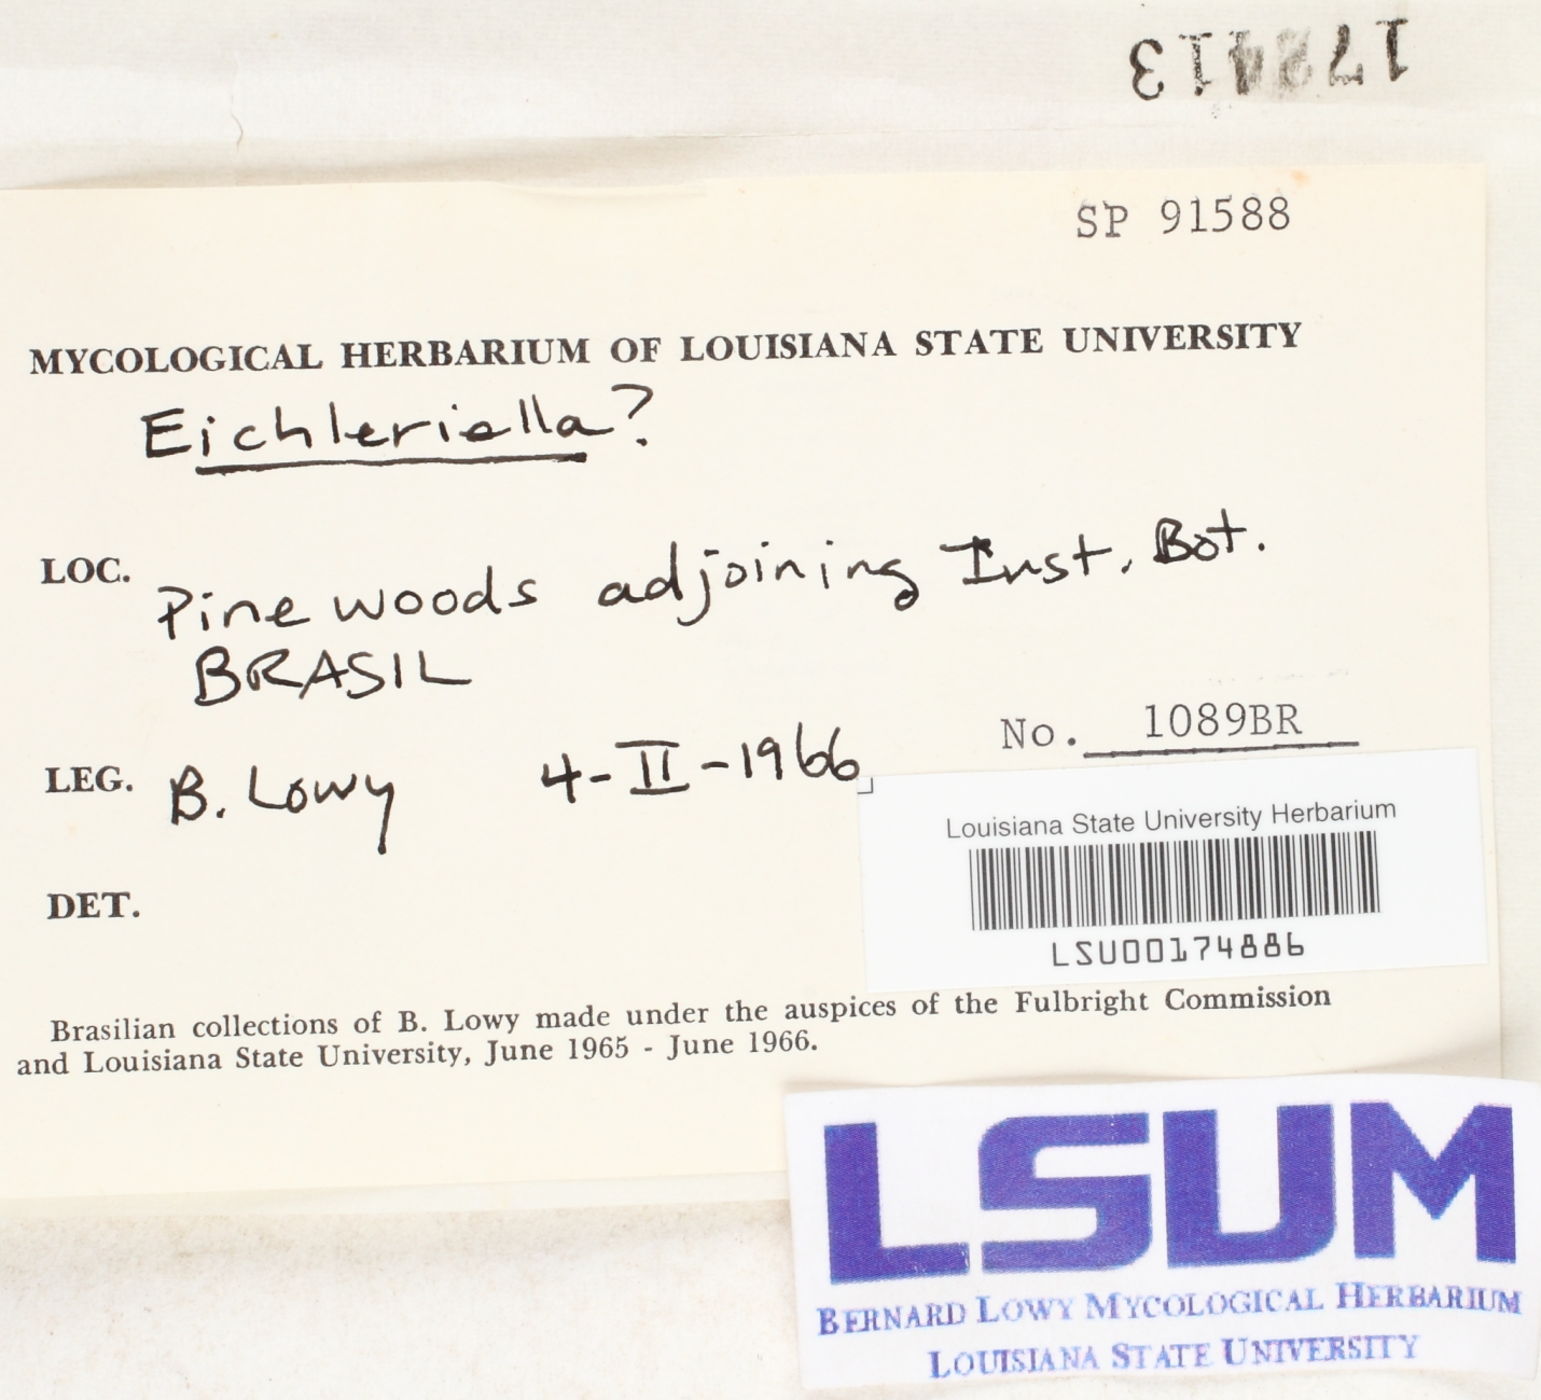 SP 91588
MYCOLOGICAL HERBARIUM OF LOUISIANA STATE UNIVERSITY
Eichleriella?
LOC. Pine woods adjoining Inst. Bot.
BRASIL
No. 1089BR
LEG. B. Lowy 4-II-1966
Louisiana State University Herbarium
LSU00174886
DET.
Brasilian collections of B. Lowy made under the auspices of the Fulbright Commission
and Louisiana State University, June 1965 - June 1966.
LSUM
BERNARD LOWY MYCOLOGICAL HERBARIUM
LOUISIANA STATE UNIVERSITY